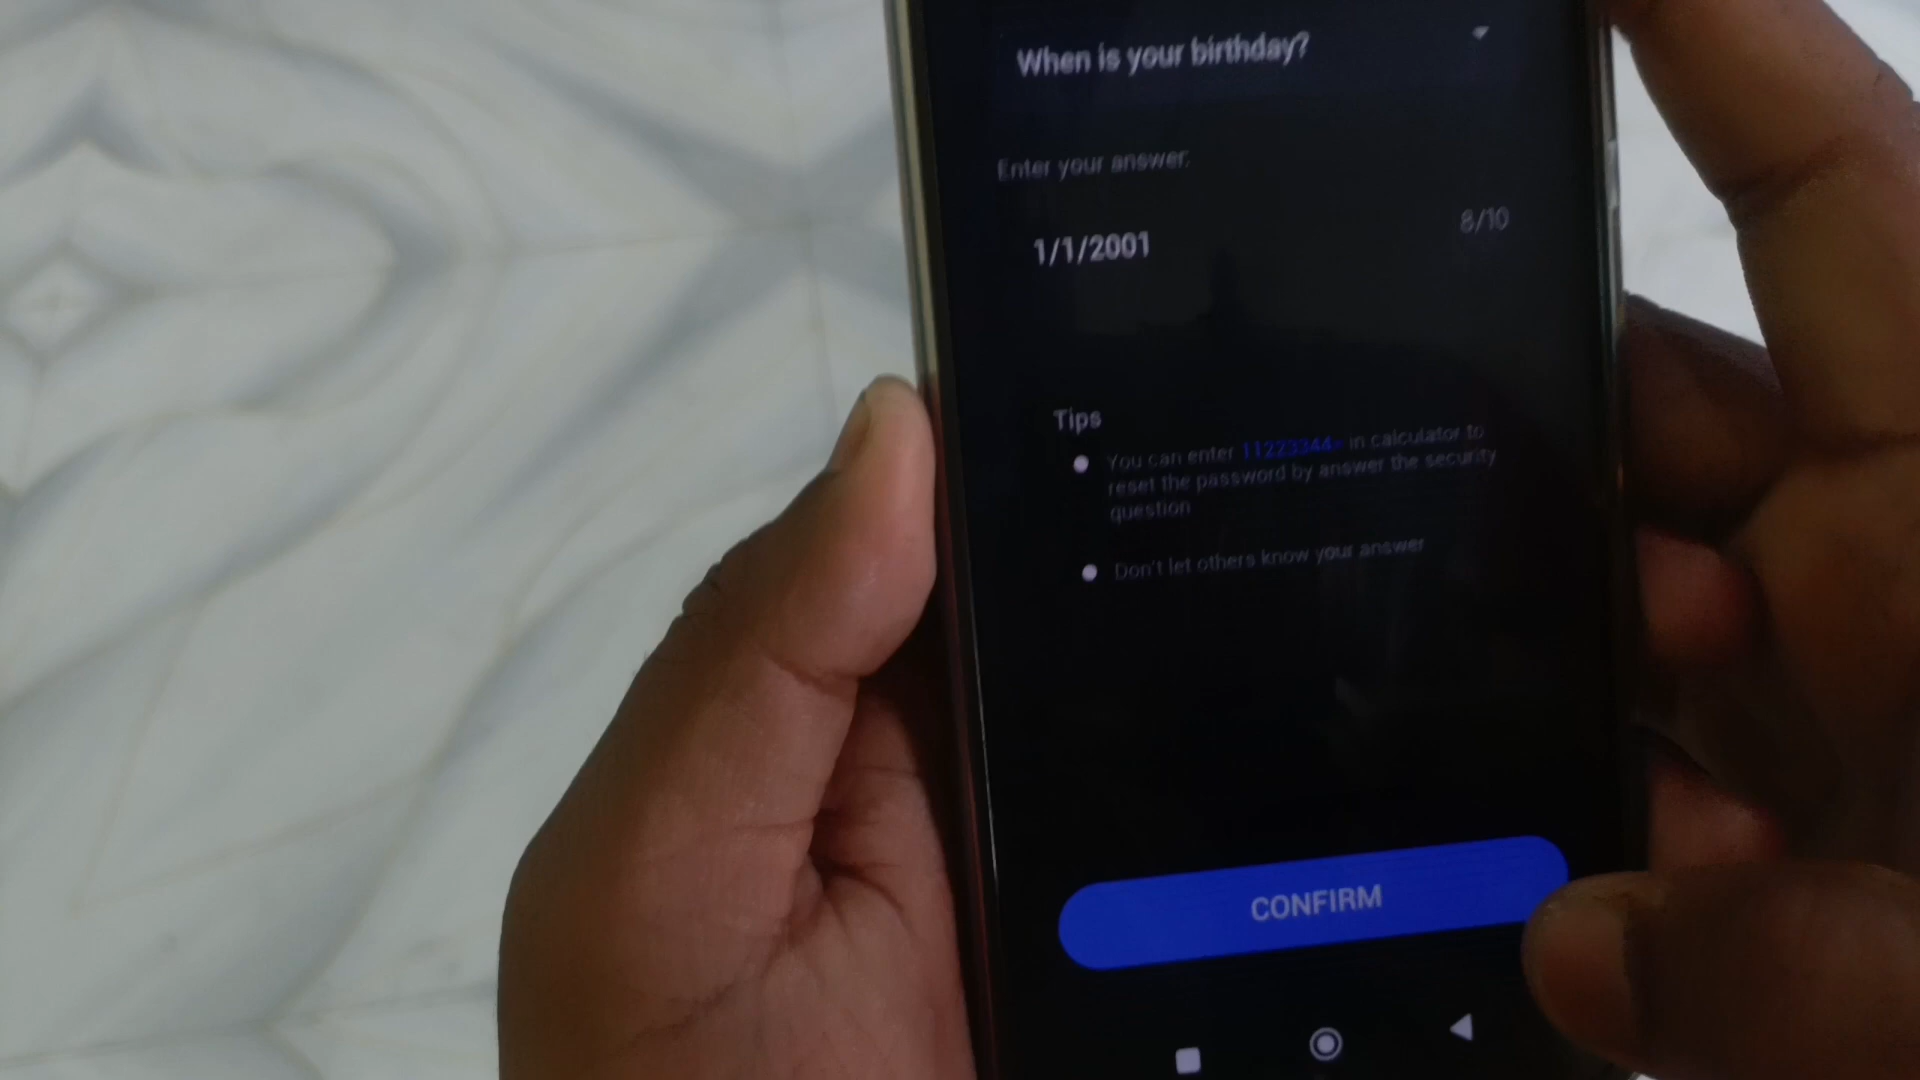 When is your birthday?
Enter your answer:
8/10
1/1/2001
Tips
You can enter 11223344= in calculator to
reset the password by answer the security
question
Don't let others know your answer
CONFIRM